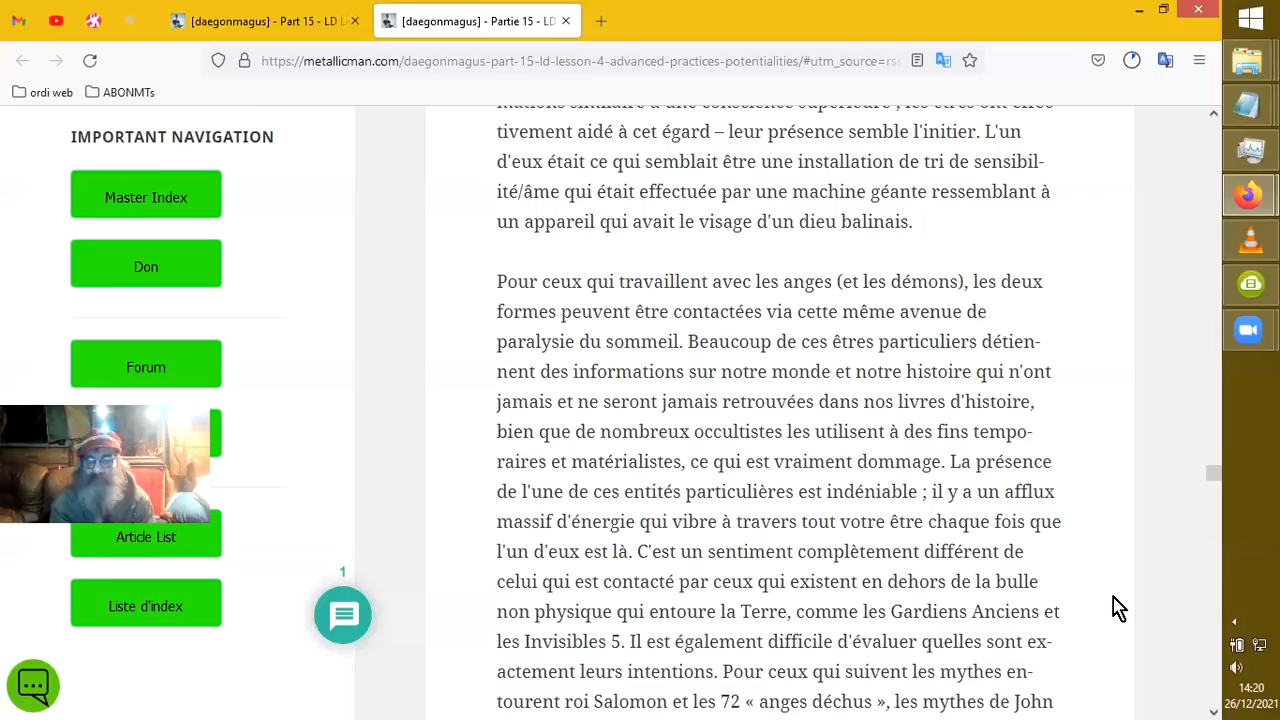 [daegonmagus] - Part 15 - LD L
[daegonmagus] - Partie 15 - LD
https://metallicman.com/daegonmagus-part-15-ld-lesson-4-advanced-practices-potentialities/#utm_source=rss
ordi web
ABONMTs
IMPORTANT NAVIGATION
Master Index
Don
Forum
Article List
Liste d'index
1
tivement aidé à cet égard – leur présence semble l'initier. L'un
d'eux était ce qui semblait être une installation de tri de sensibil-
ité/âme qui était effectuée par une machine géante ressemblant à
un appareil qui avait le visage d'un dieu balinais.
Pour ceux qui travaillent avec les anges (et les démons), les deux
formes peuvent être contactées via cette même avenue de
paralysie du sommeil. Beaucoup de ces êtres particuliers détien-
nent des informations sur notre monde et notre histoire qui n'ont
jamais et ne seront jamais retrouvées dans nos livres d'histoire,
bien que de nombreux occultistes les utilisent à des fins tempo-
raires et matérialistes, ce qui est vraiment dommage. La présence
de l'une de ces entités particulières est indéniable ; il y a un afflux
massif d'énergie qui vibre à travers tout votre être chaque fois que
l'un d'eux est là. C'est un sentiment complètement différent de
celui qui est contacté par ceux qui existent en dehors de la bulle
non physique qui entoure la Terre, comme les Gardiens Anciens et
les Invisibles 5. Il est également difficile d'évaluer quelles sont ex-
actement leurs intentions. Pour ceux qui suivent les mythes en-
tourent roi Salomon et les 72 « anges déchus », les mythes de John
14:20
26/12/2021